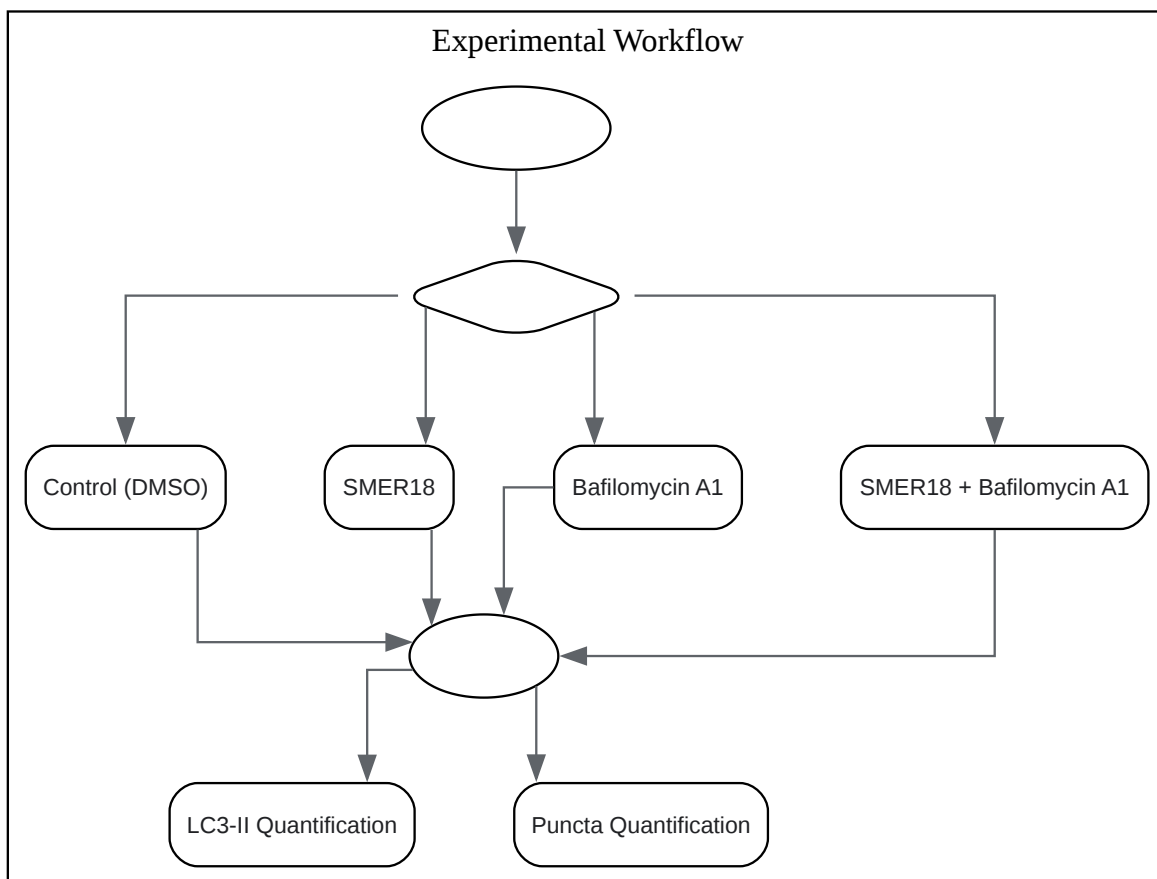 Experimental Workflow
Control (DMSO)
SMER18
Bafilomycin A1
SMER18 + Bafilomycin A1
LC3-II Quantification
Puncta Quantification